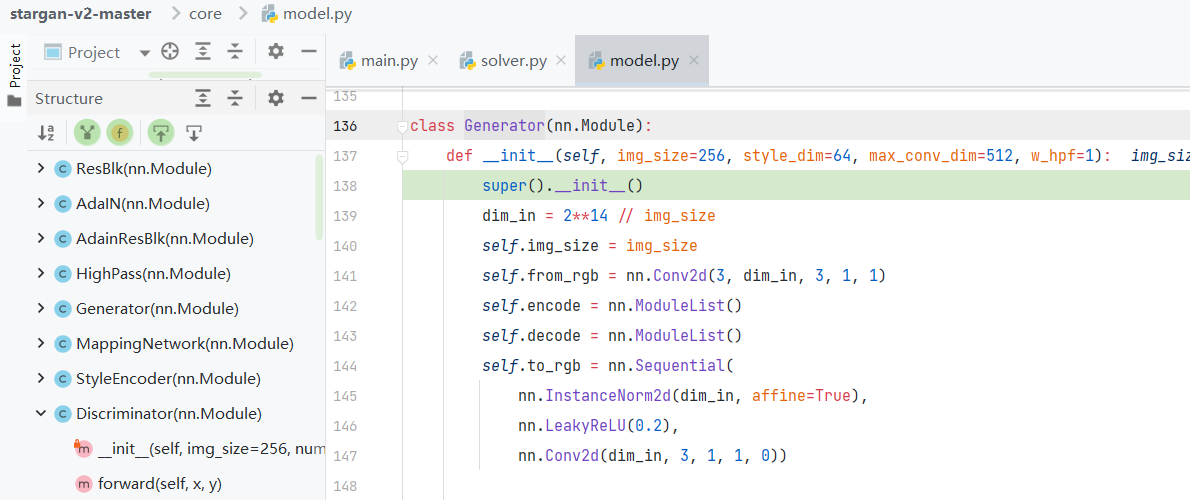 stargan-v2-master > core > model.py
Project
Project
Structure
ResBlk(nn.Module)
AdaIN(nn.Module)
AdainResBlk(nn.Module)
HighPass(nn.Module)
Generator(nn.Module)
MappingNetwork(nn.Module)
StyleEncoder(nn.Module)
Discriminator(nn.Module)
__init__(self, img_size=256, num
forward(self, x, y)
main.py
solver.py
model.py
135
136 class Generator(nn.Module):
137 def __init__(self, img_size=256, style_dim=64, max_conv_dim=512, w_hpf=1): img_siz
138 super().__init__()
139 dim_in = 2**14 // img_size
140 self.img_size = img_size
141 self.from_rgb = nn.Conv2d(3, dim_in, 3, 1, 1)
142 self.encode = nn.ModuleList()
143 self.decode = nn.ModuleList()
144 self.to_rgb = nn.Sequential(
145 nn.InstanceNorm2d(dim_in, affine=True),
146 nn.LeakyReLU(0.2),
147 nn.Conv2d(dim_in, 3, 1, 1, 0))
148